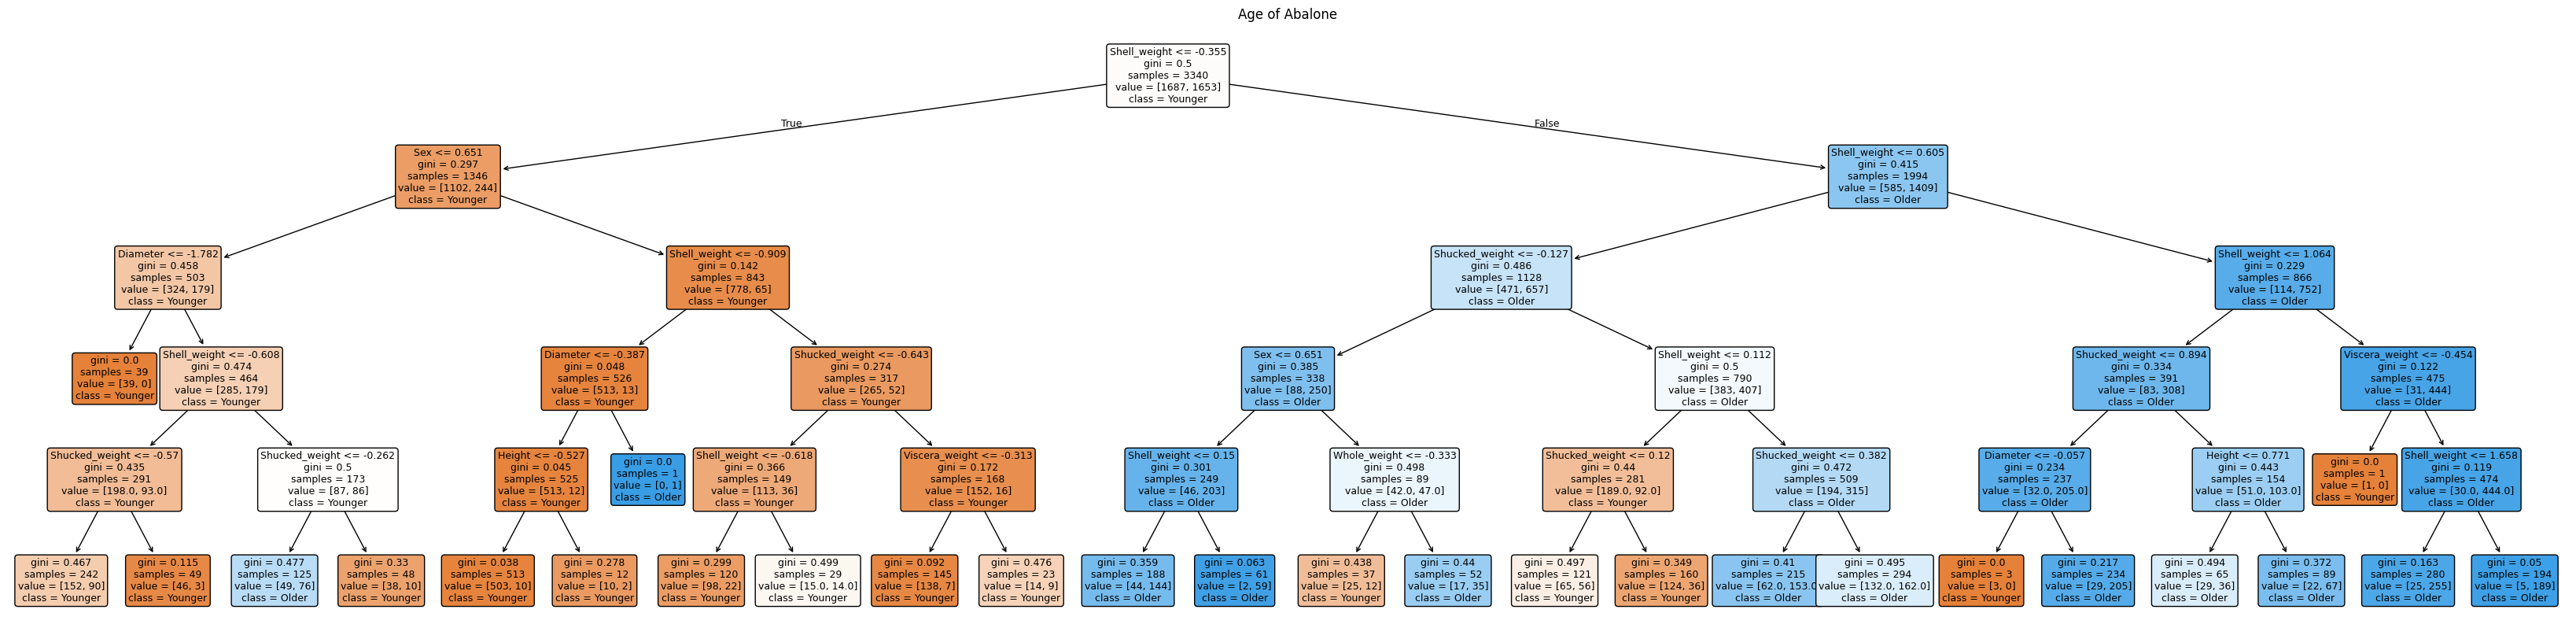 Age of Abalone
Shell_weight <= -0.355
gini = 0.5
samples = 3340
value = [1687, 1653]
class = Younger
True
False
Sex <= 0.651
gini = 0.297
samples = 1346
value = [1102, 244]
class = Younger
Shell_weight <= 0.605
gini = 0.415
samples = 1994
value = [585, 1409]
class = Older
Diameter <= -1.782
gini = 0.458
samples = 503
value = [324, 179]
class = Younger
Shell_weight <= -0.909
gini = 0.142
samples = 843
value = [778, 65]
class = Younger
Shucked_weight <= -0.127
gini = 0.486
samples = 1128
value = [471, 657]
class = Older
Shell_weight <= 1.064
gini = 0.229
samples = 866
value = [114, 752]
class = Older
gini = 0.0
samples = 39
value = [39, 0]
class = Younger
Shell_weight <= -0.608
gini = 0.474
samples = 464
value = [285, 179]
class = Younger
Diameter <= -0.387
gini = 0.048
samples = 526
value = [513, 13]
class = Younger
Shucked_weight <= -0.643
gini = 0.274
samples = 317
value = [265, 52]
class = Younger
Sex <= 0.651
gini = 0.385
samples = 338
value = [88, 250]
class = Older
Shell_weight <= 0.112
gini = 0.5
samples = 790
value = [383, 407]
class = Older
Shucked_weight <= 0.894
gini = 0.334
samples = 391
value = [83, 308]
class = Older
Viscera_weight <= -0.454
gini = 0.122
samples = 475
value = [31, 444]
class = Older
Shucked_weight <= -0.57
gini = 0.435
samples = 291
value = [198.0, 93.0]
class = Younger
Shucked_weight <= -0.262
gini = 0.5
samples = 173
value = [87, 86]
class = Younger
Height <= -0.527
gini = 0.045
samples = 525
value = [513, 12]
class = Younger
gini = 0.0
samples = 1
value = [0, 1]
class = Older
Shell_weight <= -0.618
gini = 0.366
samples = 149
value = [113, 36]
class = Younger
Viscera_weight <= -0.313
gini = 0.172
samples = 168
value = [152, 16]
class = Younger
Shell_weight <= 0.15
gini = 0.301
samples = 249
value = [46, 203]
class = Older
Whole_weight <= -0.333
gini = 0.498
samples = 89
value = [42.0, 47.0]
class = Older
Shucked_weight <= 0.12
gini = 0.44
samples = 281
value = [189.0, 92.0]
class = Younger
Shucked_weight <= 0.382
gini = 0.472
samples = 509
value = [194, 315]
class = Older
Diameter <= -0.057
gini = 0.234
samples = 237
value = [32.0, 205.0]
class = Older
Height <= 0.771
gini = 0.443
samples = 154
value = [51.0, 103.0]
class = Older
gini = 0.0
samples = 1
value = [1, 0]
class = Younger
Shell_weight <= 1.658
gini = 0.119
samples = 474
value = [30.0, 444.0]
class = Older
gini = 0.467
samples = 242
value = [152, 90]
class = Younger
gini = 0.115
samples = 49
value = [46, 3]
class = Younger
gini = 0.477
samples = 125
value = [49, 76]
class = Older
gini = 0.33
samples = 48
value = [38, 10]
class = Younger
gini = 0.038
samples = 513
value = [503, 10]
class = Younger
gini = 0.278
samples = 12
value = [10, 2]
class = Younger
gini = 0.299
samples = 120
value = [98, 22]
class = Younger
gini = 0.499
samples = 29
value = [15.0, 14.0]
class = Younger
gini = 0.092
samples = 145
value = [138, 7]
class = Younger
gini = 0.476
samples = 23
value = [14, 9]
class = Younger
gini = 0.359
samples = 188
value = [44, 144]
class = Older
gini = 0.063
samples = 61
value = [2, 59]
class = Older
gini = 0.438
samples = 37
value = [25, 12]
class = Younger
gini = 0.44
samples = 52
value = [17, 35]
class = Older
gini = 0.497
samples = 121
value = [65, 56]
class = Younger
gini = 0.349
samples = 160
value = [124, 36]
class = Younger
gini = 0.41
samples = 215
value = [62.0, 153.0
class = Older
gini = 0.495
samples = 294
value = [132.0, 162.0]
class = Older
gini = 0.0
samples = 3
value = [3, 0]
class = Younger
gini = 0.217
samples = 234
value = [29, 205]
class = Older
gini = 0.494
samples = 65
value = [29, 36]
class = Older
gini = 0.372
samples = 89
value = [22, 67]
class = Older
gini = 0.163
samples = 280
value = [25, 255]
class = Older
gini = 0.05
samples = 194
value = [5, 189]
class = Older